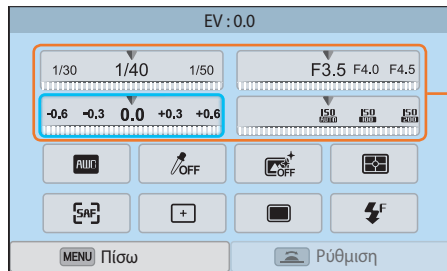 EV : 0.0
1/30 1/40 1/50 F3.5 F4.0 F4.5
-0.6 -0.3 0.0 +0.3 +0.6 ISO AUTO ISO 100 ISO 200
AWB OFF OFF
SAF F
MENU Πίσω Ρύθμιση